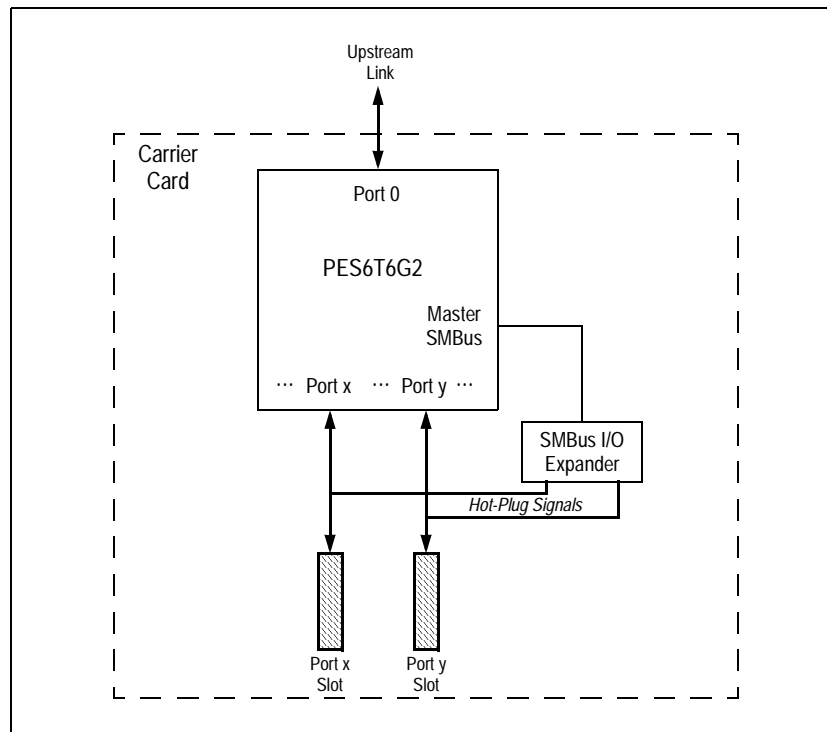 Upstream
Link
Carrier
Card
Port 0
PES6T6G2
Master
SMBus
··· Port x ··· Port y ···
SMBus I/O
Expander
Hot-Plug Signals
Port x
Slot
Port y
Slot